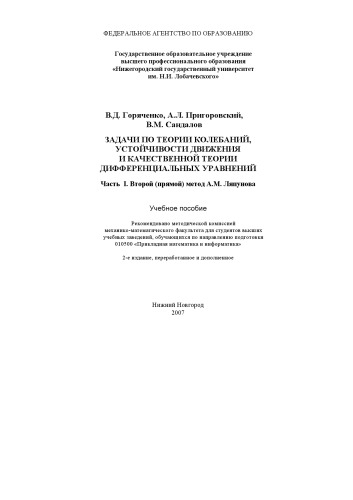 ФЕДЕРАЛЬНОЕ АГЕНТСТВО ПО ОБРАЗОВАНИЮ
Государственное образовательное учреждение
высшего профессионального образования
«Нижегородский государственный университет
им. Н.И. Лобачевского»
В.Д. Горяченко, А.Л. Пригоровский,
В.М. Сандалов
ЗАДАЧИ ПО ТЕОРИИ КОЛЕБАНИЙ,
УСТОЙЧИВОСТИ ДВИЖЕНИЯ
И КАЧЕСТВЕННОЙ ТЕОРИИ
ДИФФЕРЕНЦИАЛЬНЫХ УРАВНЕНИЙ
Часть I. Второй (прямой) метод А.М. Ляпунова
Учебное пособие
Рекомендовано методической комиссией
механико-математического факультета для студентов высших
учебных заведений, обучающихся по направлению подготовки
010500 «Прикладная математика и информатика»
2-е издание, переработанное и дополненное
Нижний Новгород
2007